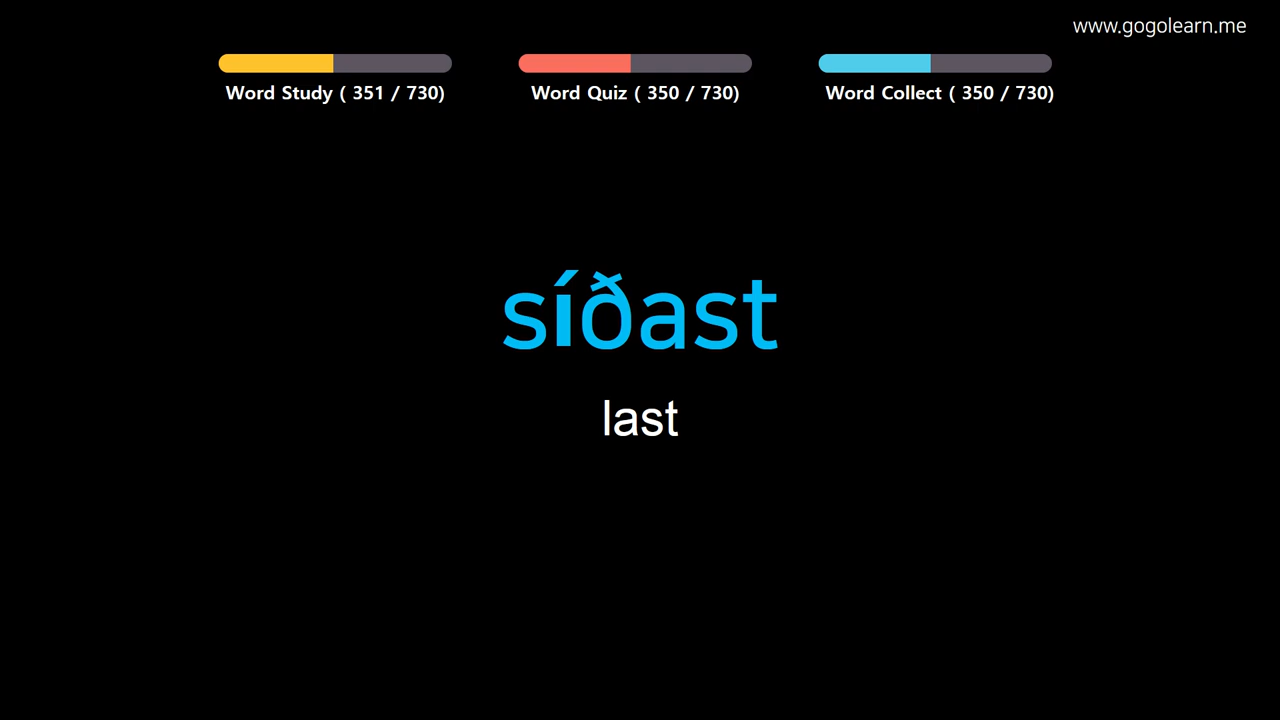 www.gogolearn.me
Word Study ( 351 / 730)
Word Quiz ( 350 / 730)
Word Collect ( 350 / 730)
síðast
last